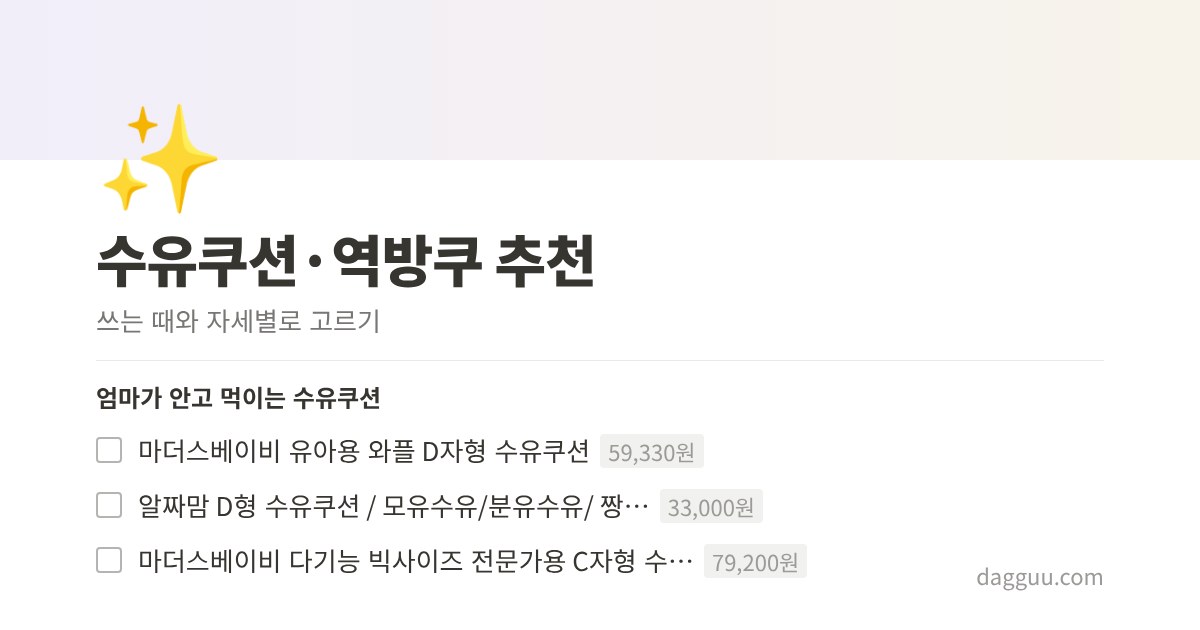 수유쿠션·역방쿠 추천
쓰는 때와 자세별로 고르기
엄마가 안고 먹이는 수유쿠션
마더스베이비 유아용 와플 D자형 수유쿠션 59,330원
알짜맘 D형 수유쿠션 / 모유수유/분유수유/ 짱… 33,000원
마더스베이비 다기능 빅사이즈 전문가용 C자형 수… 79,200원
dagguu.com